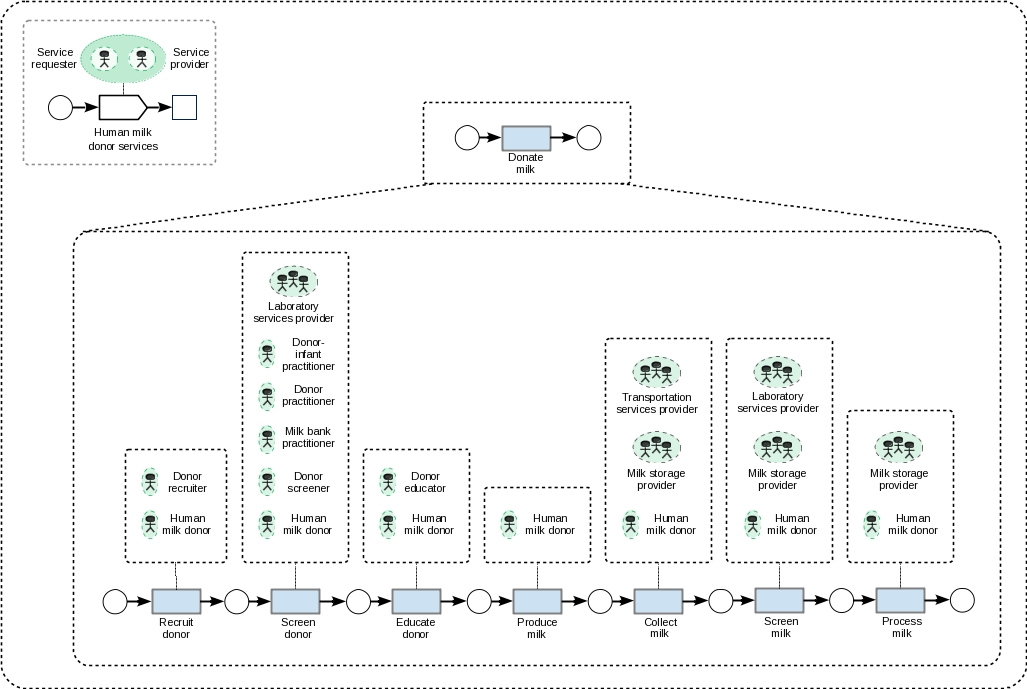 Service
requester
Service
provider
Human milk
donor services
Donate
milk
Laboratory
services provider
Donor-
infant
practitioner
Donor
practitioner
Milk bank
practitioner
Donor
screener
Human
milk donor
Donor
recruiter
Human
milk donor
Donor
educator
Human
milk donor
Human
milk donor
Transportation
services provider
Milk storage
provider
Human
milk donor
Laboratory
services provider
Milk storage
provider
Human
milk donor
Milk storage
provider
Human
milk donor
Recruit
donor
Screen
donor
Educate
donor
Produce
milk
Collect
milk
Screen
milk
Process
milk